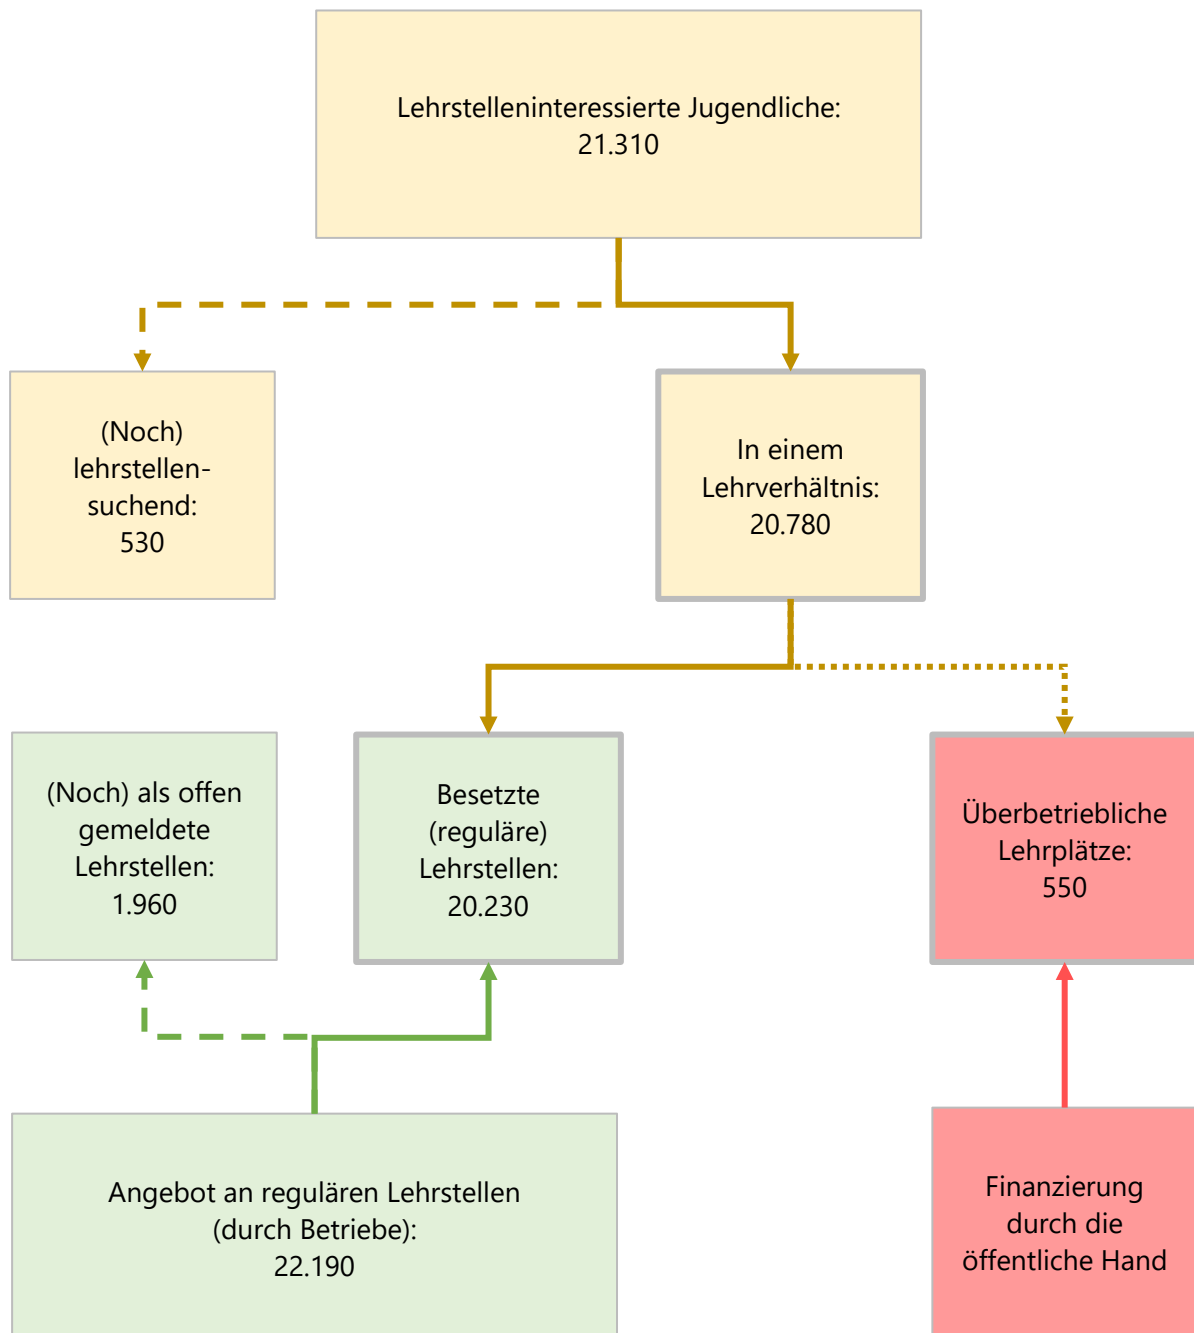 Lehrstelleninteressierte Jugendliche:
21.310
(Noch)
lehrstellen-
suchend:
530
In einem
Lehrverhältnis:
20.780
(Noch) als offen
gemeldete
Lehrstellen:
1.960
Besetzte
(reguläre)
Lehrstellen:
20.230
Überbetriebliche
Lehrplätze:
550
Angebot an regulären Lehrstellen
(durch Betriebe):
22.190
Finanzierung
durch die
öffentliche Hand